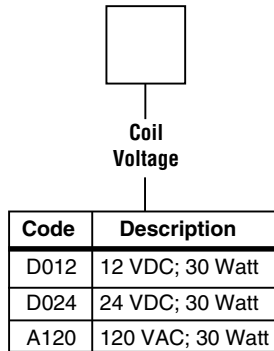 Coil
Voltage
Code Description
D012 12 VDC; 30 Watt
D024 24 VDC; 30 Watt
A120 120 VAC; 30 Watt